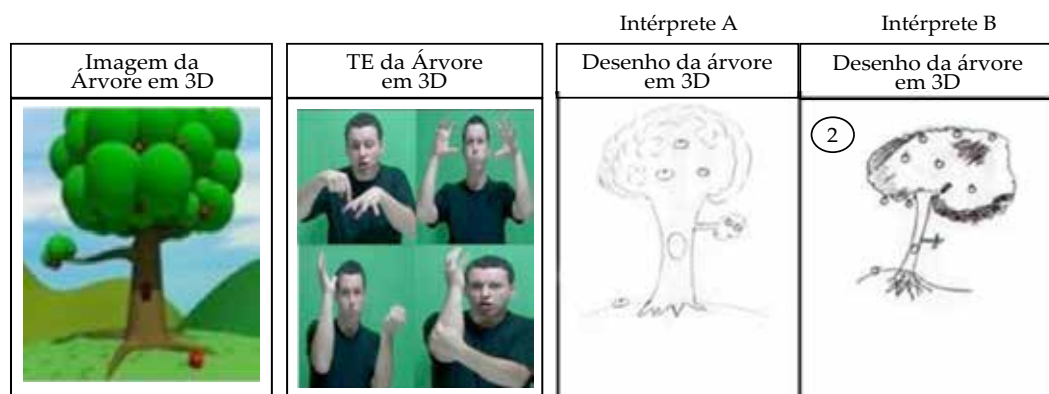 Intérprete A
Intérprete B
Imagem da
Árvore em 3D
TE da Árvore
em 3D
Desenho da árvore
em 3D
Desenho da árvore
em 3D
2